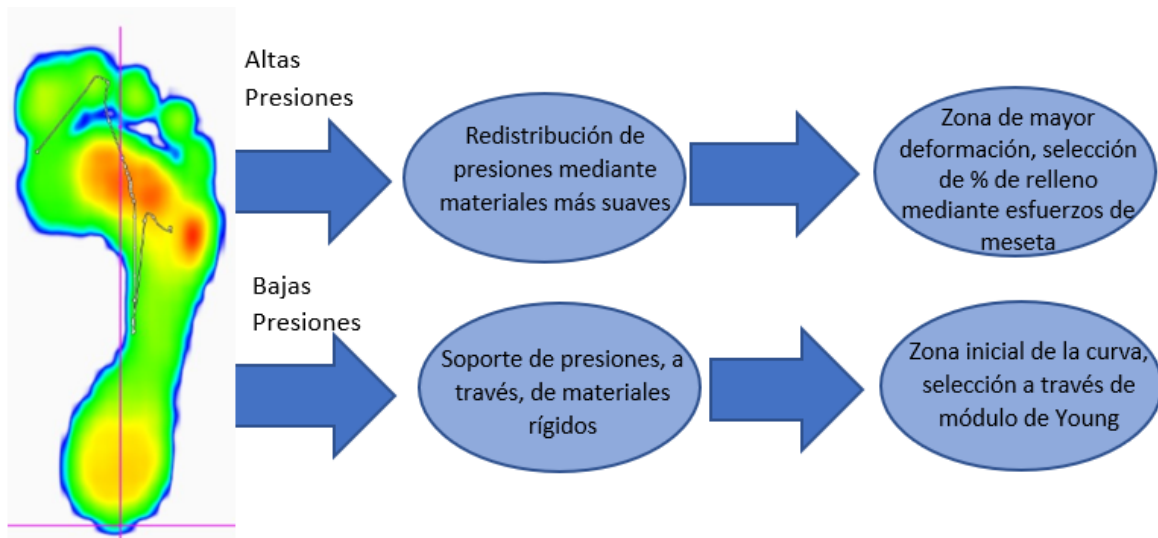 Altas
Presiones
Redistribución de
presiones mediante
materiales más suaves
Zona de mayor
deformación, selección
de % de relleno
mediante esfuerzos de
meseta
Bajas
Presiones
Soporte de presiones, a
través, de materiales
rígidos
Zona inicial de la curva,
selección a través de
módulo de Young